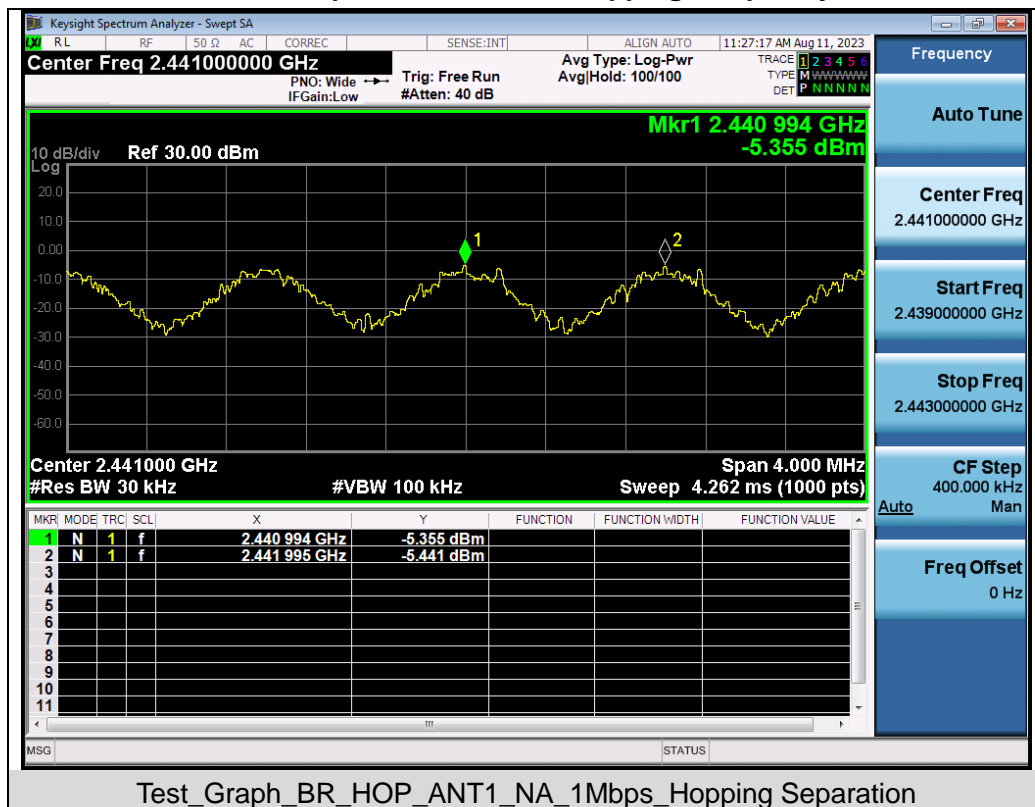 Keysight Spectrum Analyzer - Swept SA
LXI RL RF 50 Ω AC CORREC SENSE:INT ALIGN AUTO 11:27:17 AM Aug 11, 2023
Center Freq 2.441000000 GHz
PNO: Wide
IFGain:Low
Trig: Free Run
#Atten: 40 dB
Avg Type: Log-Pwr
Avg|Hold: 100/100
TRACE 1 2 3 4 5 6
TYPE M WWWWW
DET P N N N N N
Mkr1 2.440 994 GHz
-5.355 dBm
10 dB/div Ref 30.00 dBm
Log
20.0
10.0
0.00
-10.0
-20.0
-30.0
-40.0
-50.0
-60.0
1
2
Center 2.441000 GHz Span 4.000 MHz
#Res BW 30 kHz #VBW 100 kHz Sweep 4.262 ms (1000 pts)
MKR MODE TRC SCL X Y FUNCTION FUNCTION WIDTH FUNCTION VALUE
1 N 1 f 2.440 994 GHz -5.355 dBm
2 N 1 f 2.441 995 GHz -5.441 dBm
3
4
5
6
7
8
9
10
11
MSG STATUS
Frequency
Auto Tune
Center Freq
2.441000000 GHz
Start Freq
2.439000000 GHz
Stop Freq
2.443000000 GHz
CF Step
400.000 kHz
Auto Man
Freq Offset
0 Hz
Test_Graph_BR_HOP_ANT1_NA_1Mbps_Hopping Separation